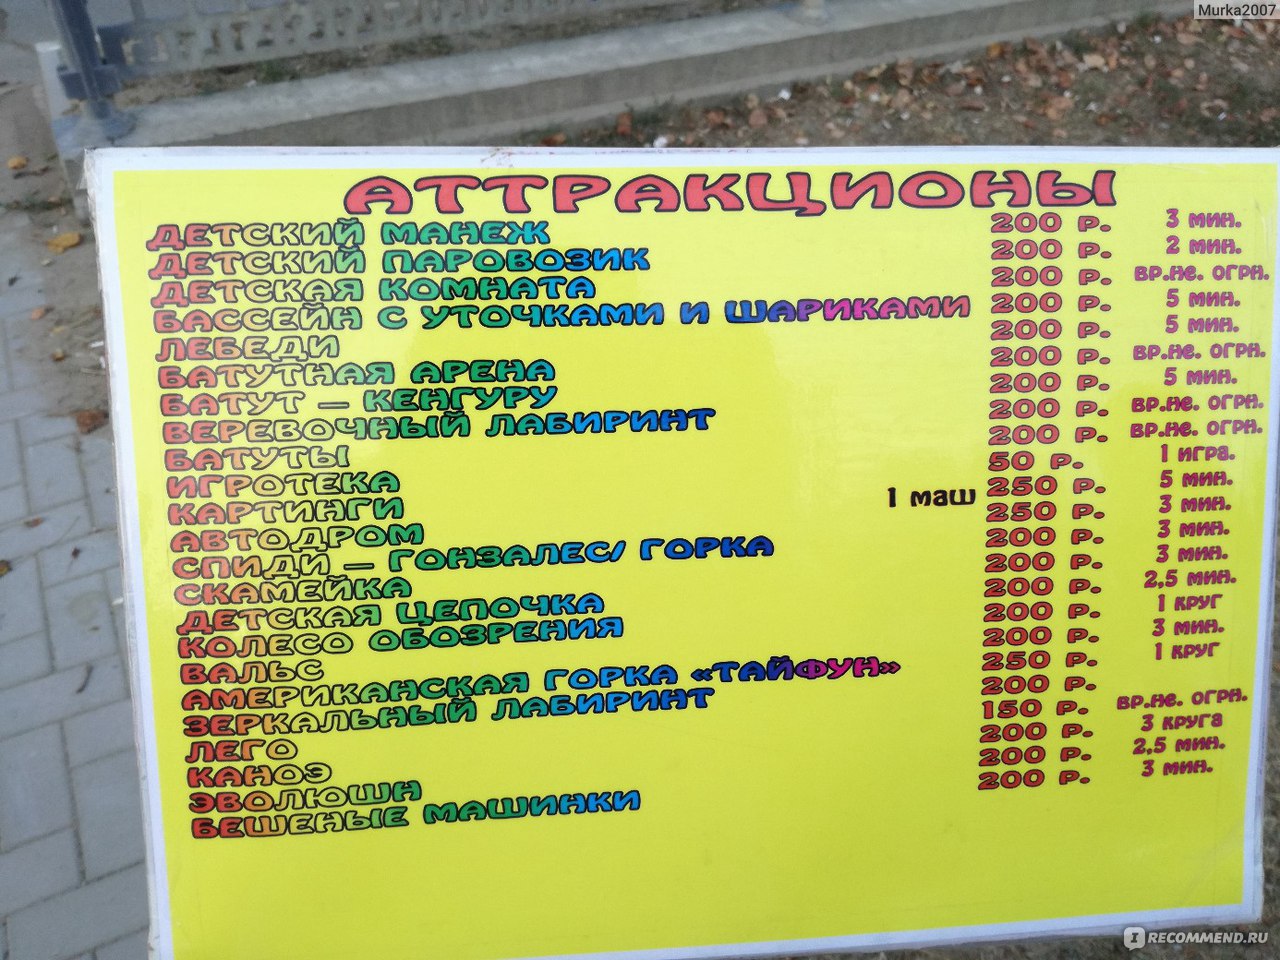 Murka2007
АТТРАКЦИОНЫ
ДЕТСКИЙ МАНЕЖ 200 Р. 3 МИН.
ДЕТСКИЙ ПАРОВОЗИК 200 Р. 2 МИН.
ДЕТСКАЯ КОМНАТА 200 Р. ВР.НЕ. ОГРН.
БАССЕЙН С УТОЧКАМИ И ШАРИКАМИ 200 Р. 5 МИН.
ЛЕБЕДИ 200 Р. 5 МИН.
БАТУТНАЯ АРЕНА 200 Р. ВР.НЕ. ОГРН.
БАТУТ – КЕНГУРУ 200 Р. 5 МИН.
ВЕРЕВОЧНЫЙ ЛАБИРИНТ 200 Р. ВР.НЕ. ОГРН.
БАТУТЫ 200 Р. ВР.НЕ. ОГРН.
ИГРОТЕКА 50 Р. 1 ИГРА.
КАРТИНГИ 1 МАШ 250 Р. 5 МИН.
АВТОДРОМ 250 Р. 3 МИН.
СПИДИ – ГОНЗАЛЕС/ ГОРКА 200 Р. 3 МИН.
СКАМЕЙКА 200 Р. 3 МИН.
ДЕТСКАЯ ЦЕПОЧКА 200 Р. 2,5 МИН.
КОЛЕСО ОБОЗРЕНИЯ 200 Р. 1 КРУГ
ВАЛЬС 200 Р. 3 МИН.
АМЕРИКАНСКАЯ ГОРКА «ТАЙФУН» 250 Р. 1 КРУГ
ЗЕРКАЛЬНЫЙ ЛАБИРИНТ 200 Р.
ЛЕГО 150 Р. ВР.НЕ. ОГРН.
КАНОЭ 200 Р. 3 КРУГА
ЭВОЛЮШН 200 Р. 2,5 МИН.
БЕШЕНЫЕ МАШИНКИ 200 Р. 3 МИН.
IRECOMMEND.RU